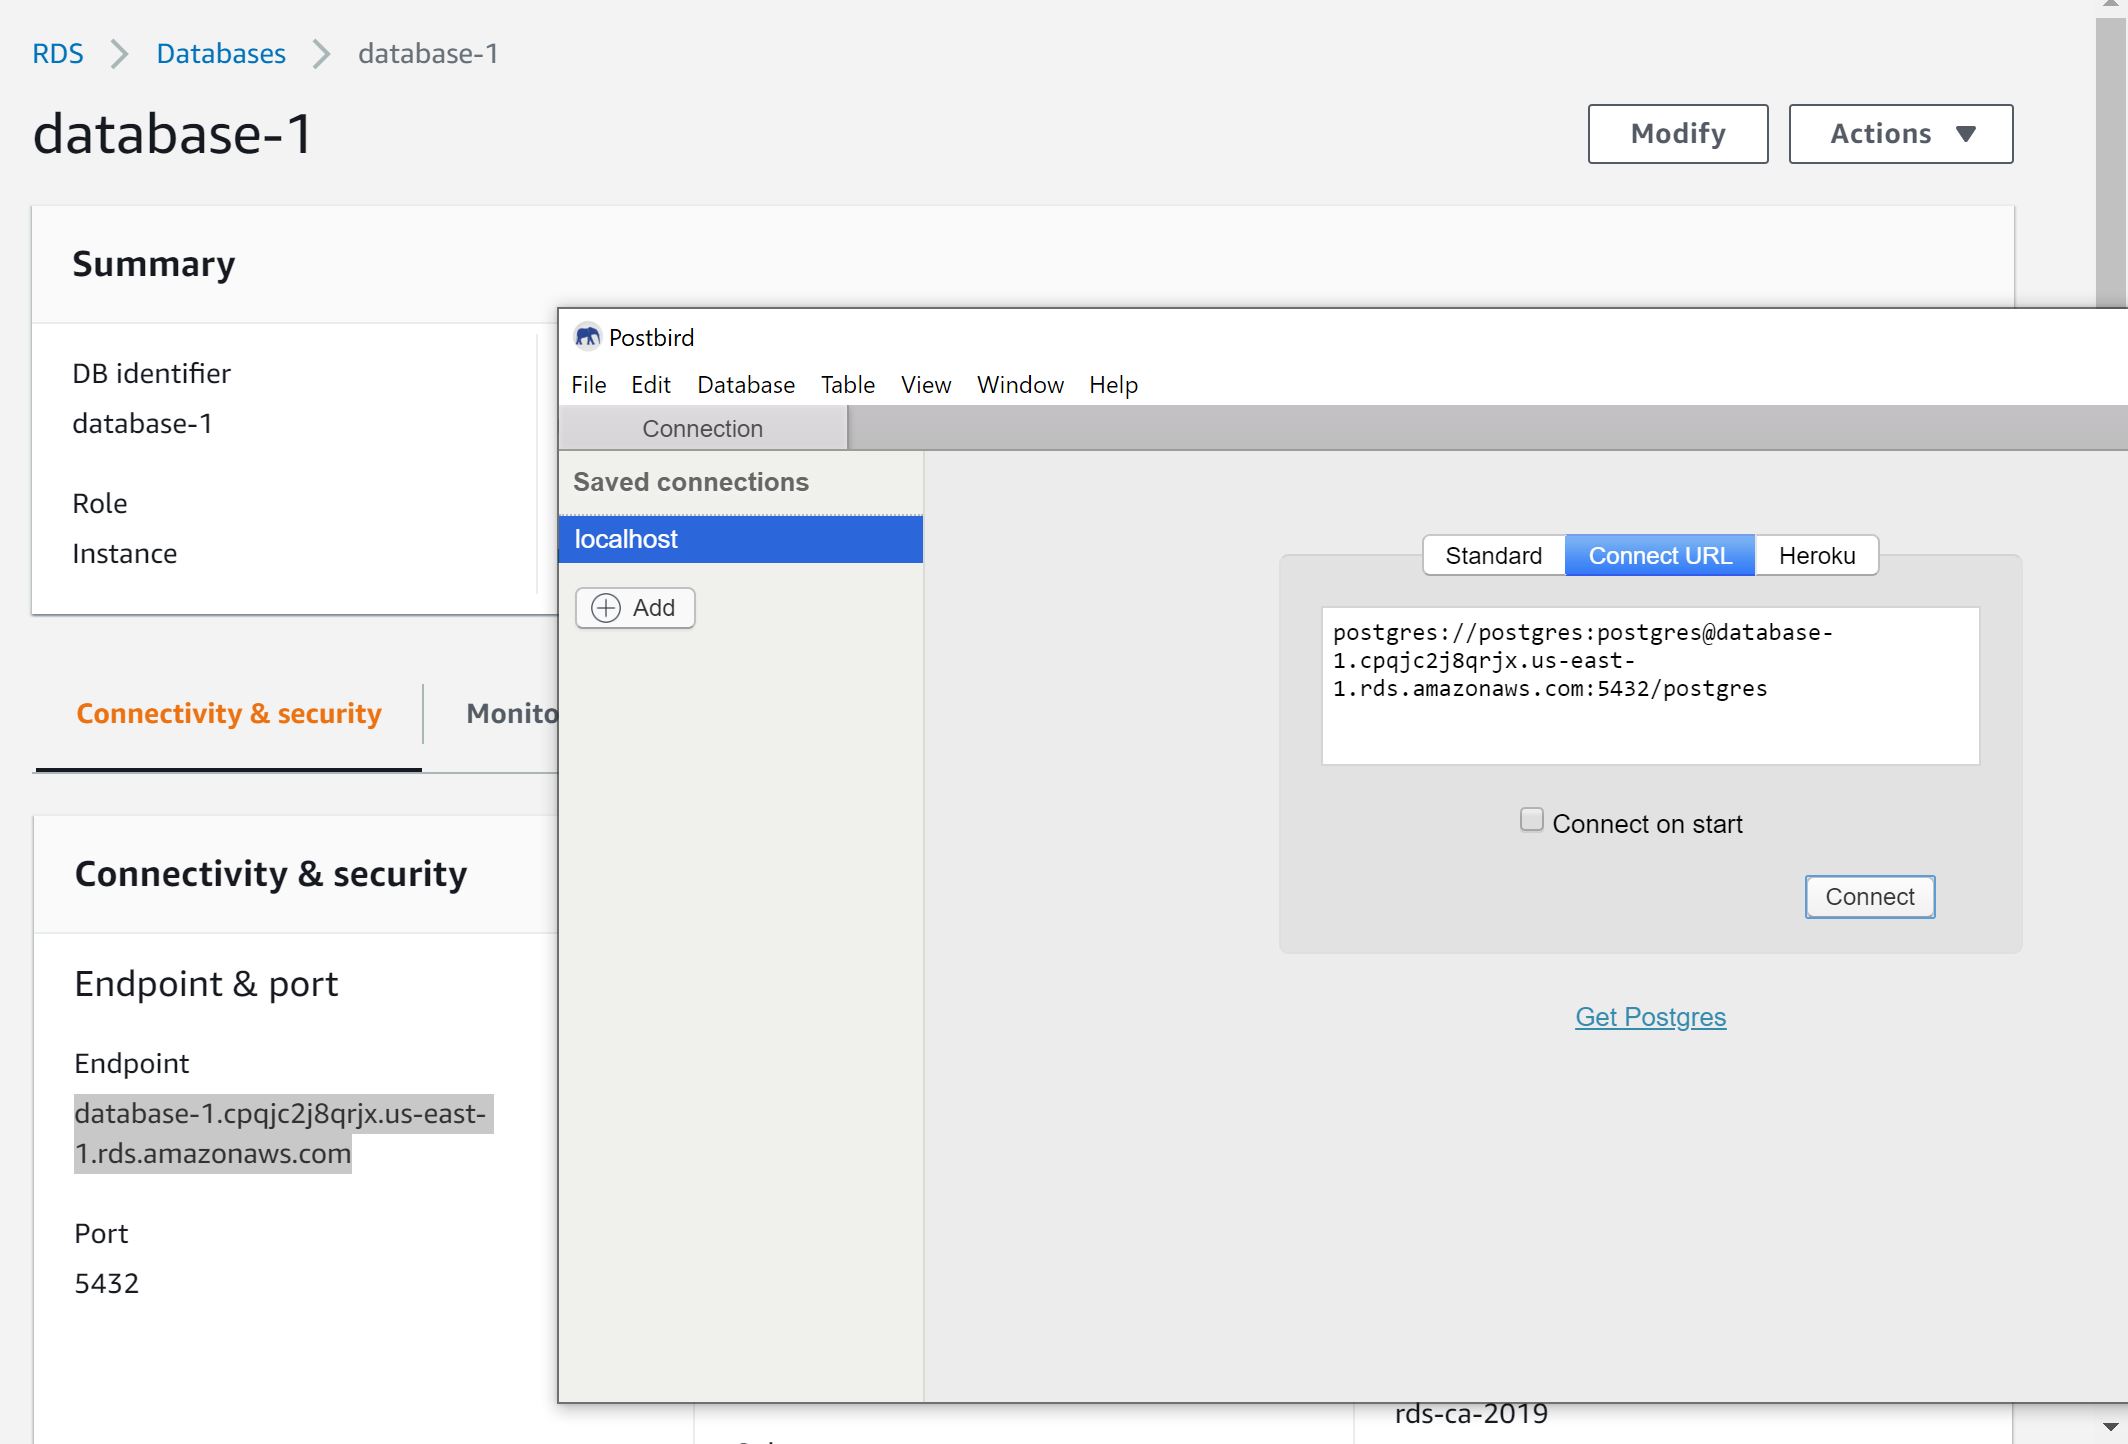 RDS > Databases > database-1
database-1
Modify
Actions
Summary
DB identifier
database-1
Role
Instance
Connectivity & security
Monito
Connectivity & security
Endpoint & port
Endpoint
database-1.cpqjc2j8qrjx.us-east-
1.rds.amazonaws.com
Port
5432
Postbird
File Edit Database Table View Window Help
Connection
Saved connections
localhost
Add
Standard Connect URL Heroku
postgres://postgres:postgres@database-
1.cpqjc2j8qrjx.us-east-
1.rds.amazonaws.com:5432/postgres
Connect on start
Connect
Get Postgres
rds-ca-2019